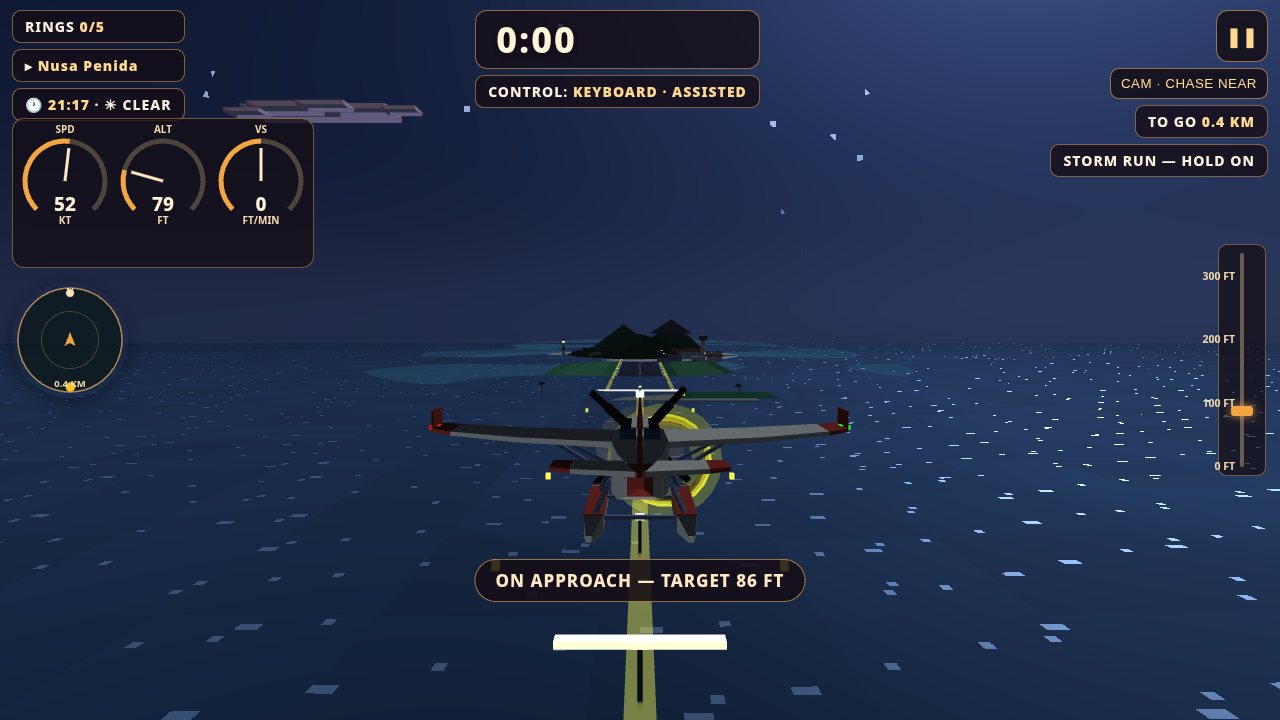 RINGS 0/5
▸ Nusa Penida
🕐 21:17 · ☀ CLEAR
SPD
ALT
VS
52
79
0
KT
FT
FT/MIN
0.4 KM
0:00
CONTROL: KEYBOARD · ASSISTED
CAM · CHASE NEAR
TO GO 0.4 KM
STORM RUN — HOLD ON
300 FT
200 FT
100 FT
0 FT
ON APPROACH — TARGET 86 FT